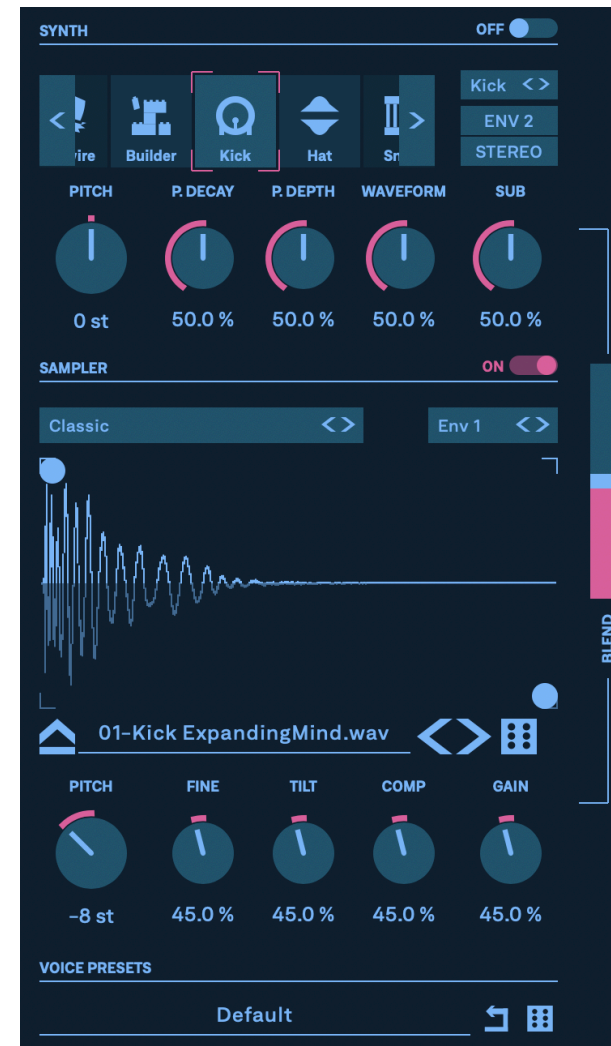 SYNTH OFF
Kick
ENV 2
Builder Kick Hat STEREO
PITCH P. DECAY P. DEPTH WAVEFORM SUB
0 st 50.0 % 50.0 % 50.0 % 50.0 %
SAMPLER ON
Classic Env 1
BLEND
01-Kick ExpandingMind.wav
PITCH FINE TILT COMP GAIN
-8 st 45.0 % 45.0 % 45.0 % 45.0 %
VOICE PRESETS
Default